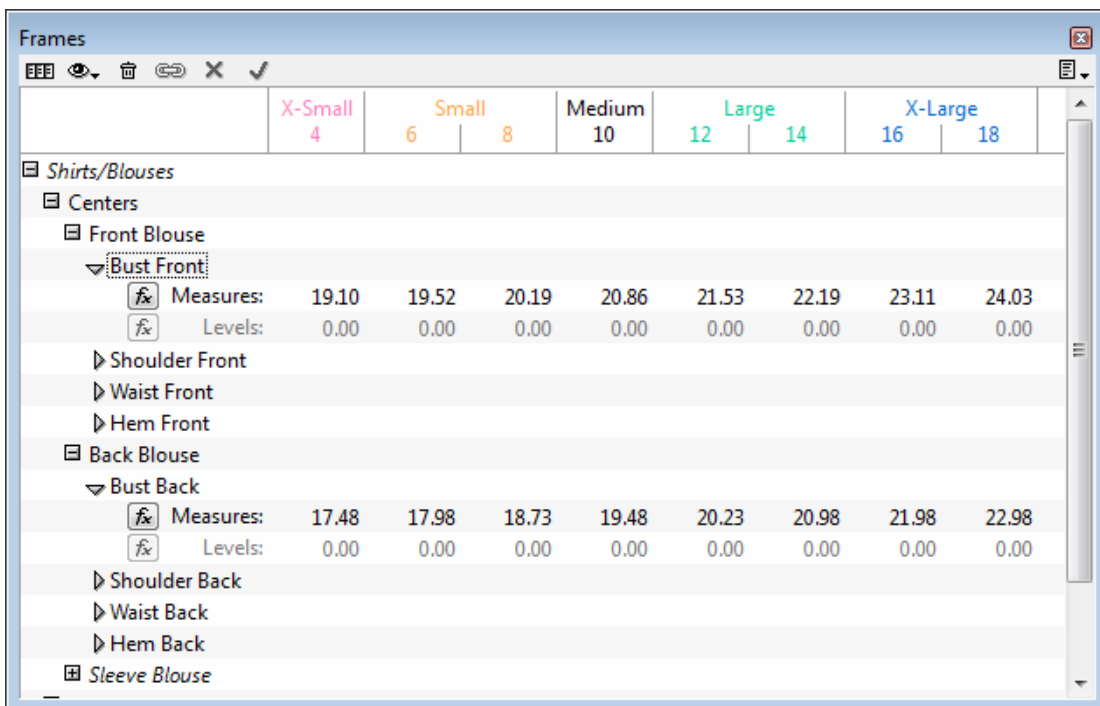 Frames
X-Small Small Medium Large X-Large
4 6 8 10 12 14 16 18
Shirts/Blouses
Centers
Front Blouse
Bust Front
fx Measures: 19.10 19.52 20.19 20.86 21.53 22.19 23.11 24.03
fx Levels: 0.00 0.00 0.00 0.00 0.00 0.00 0.00 0.00
Shoulder Front
Waist Front
Hem Front
Back Blouse
Bust Back
fx Measures: 17.48 17.98 18.73 19.48 20.23 20.98 21.98 22.98
fx Levels: 0.00 0.00 0.00 0.00 0.00 0.00 0.00 0.00
Shoulder Back
Waist Back
Hem Back
Sleeve Blouse